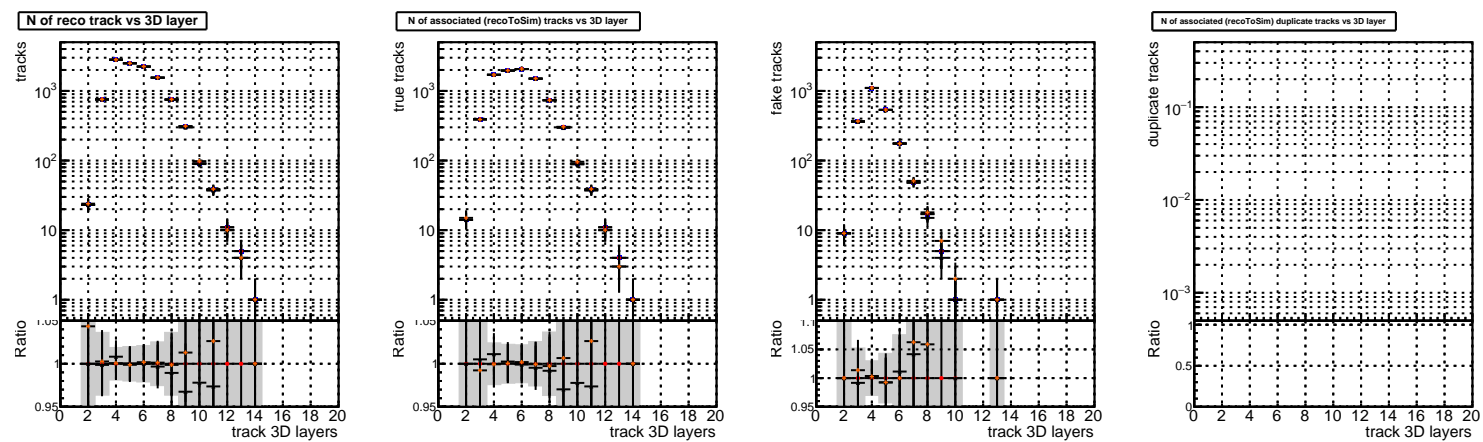 N of reco track vs 3D layer
tracks
10³
10²
10
1
Ratio
1.05
1
0.95
0 2 4 6 8 10 12 14 16 18 20
track 3D layers
N of associated (recoToSim) tracks vs 3D layer
true tracks
10³
10²
10
1
Ratio
1.05
1
0.95
0 2 4 6 8 10 12 14 16 18 20
track 3D layers
fake tracks
10³
10²
10
1
Ratio
1.1
1.05
1
0.95
0 2 4 6 8 10 12 14 16 18 20
track 3D layers
N of associated (recoToSim) duplicate tracks vs 3D layer
duplicate tracks
10⁻¹
10⁻²
10⁻³
Ratio
1
0.5
0
0 2 4 6 8 10 12 14 16 18 20
track 3D layers